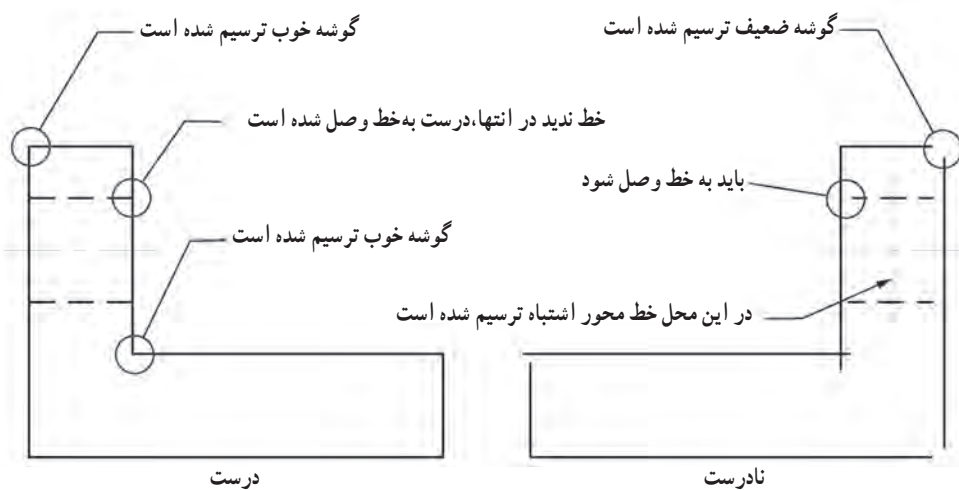 گوشه ضعیف ترسیم شده است
گوشه خوب ترسیم شده است
خط ندید در انتها، درست به‌خط وصل شده است
باید به خط وصل شود
گوشه خوب ترسیم شده است
در این محل خط محور اشتباه ترسیم شده است
نادرست
درست